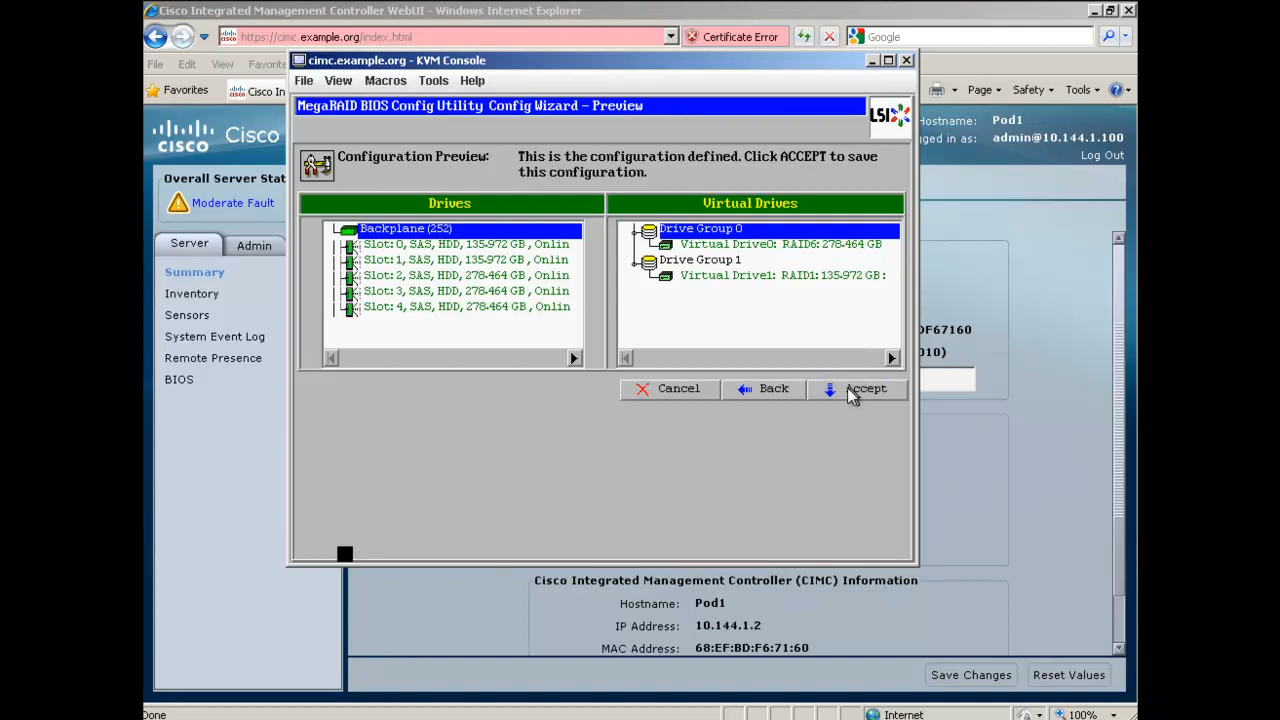 Cisco Integrated Management Controller WebUI - Windows Internet Explorer
https://cimc.example.org/index.html
Certificate Error
Google
File Edit View Favorite
Favorites
Cisco In
Page Safety Tools
cimc.example.org - KVM Console
File View Macros Tools Help
MegaRAID BIOS Config Utility Config Wizard - Preview
LSI
Configuration Preview: This is the configuration defined. Click ACCEPT to save
this configuration.
Drives
Virtual Drives
Backplane (252)
Slot: 0, SAS, HDD, 135.972 GB, Onlin
Slot: 1, SAS, HDD, 135.972 GB, Onlin
Slot: 2, SAS, HDD, 278.464 GB, Onlin
Slot: 3, SAS, HDD, 278.464 GB, Onlin
Slot: 4, SAS, HDD, 278.464 GB, Onlin
Drive Group 0
Virtual Drive0: RAID6: 278.464 GB
Drive Group 1
Virtual Drive1: RAID1: 135.972 GB:
Cancel
Back
Accept
cisco
Cisco
Hostname: Pod1
ged in as: admin@10.144.1.100
Log Out
Overall Server Stat
Moderate Fault
Server
Admin
Summary
Inventory
Sensors
System Event Log
Remote Presence
BIOS
F67160
010)
Cisco Integrated Management Controller (CIMC) Information
Hostname: Pod1
IP Address: 10.144.1.2
MAC Address: 68:EF:BD:F6:71:60
Save Changes
Reset Values
Done
Internet
100%